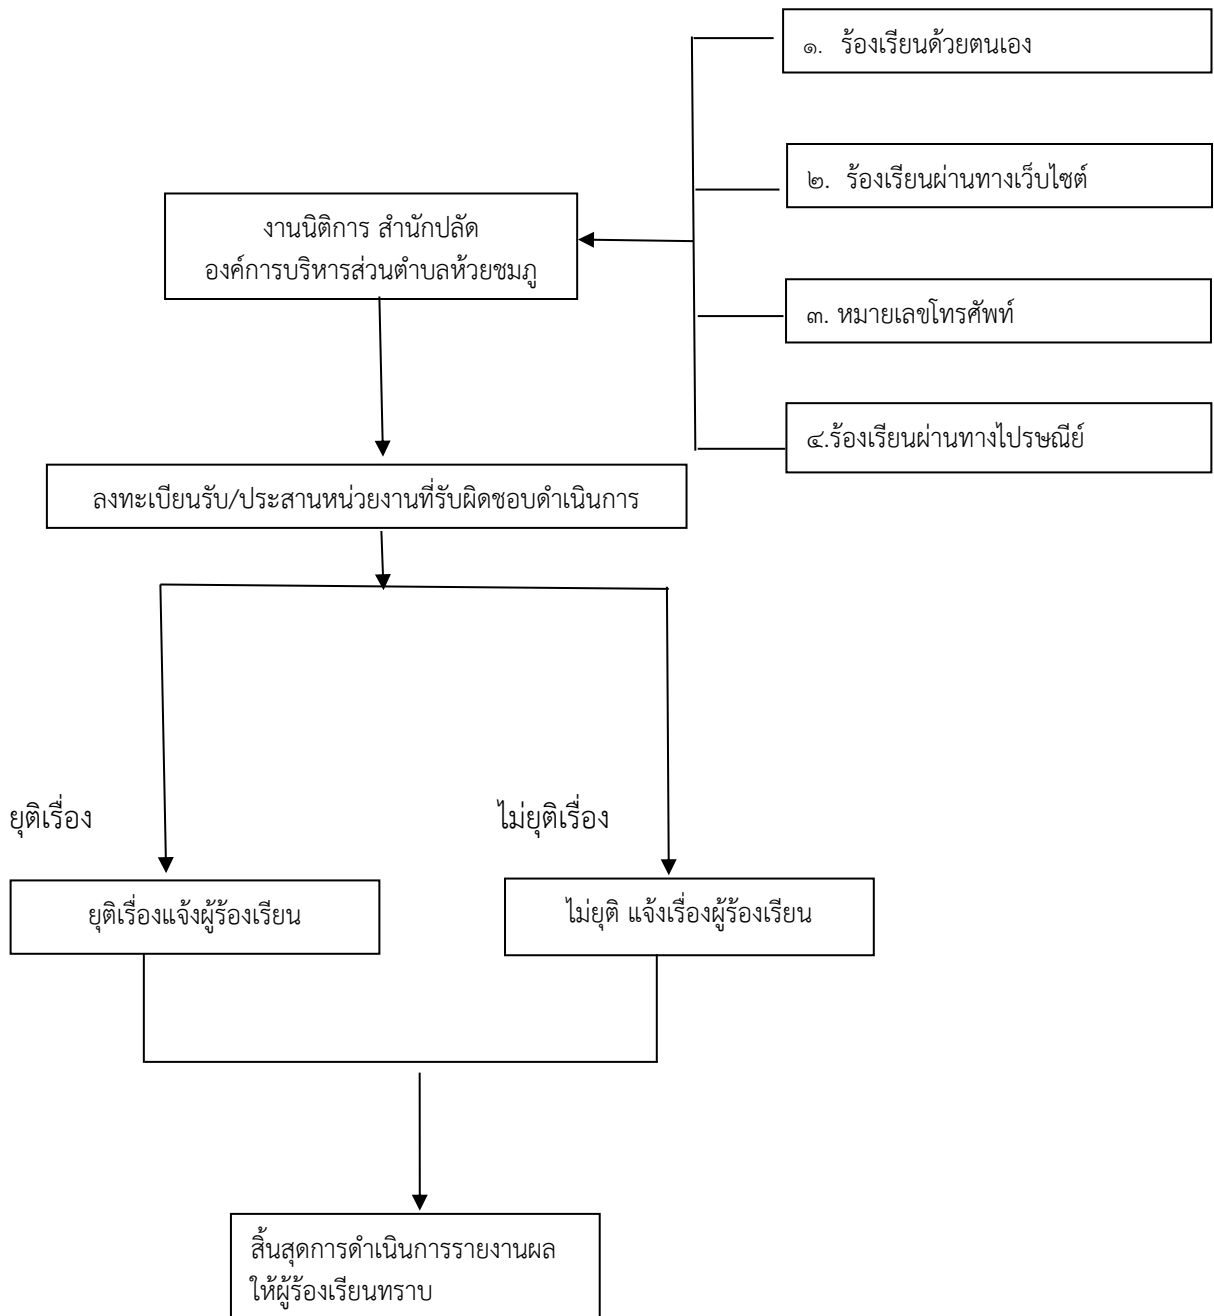 ๑. ร้องเรียนด้วยตนเอง
๒. ร้องเรียนผ่านทางเว็บไซต์
งานนิติการ สำนักปลัด
องค์การบริหารส่วนตำบลห้วยชมภู
๓. หมายเลขโทรศัพท์
๔.ร้องเรียนผ่านทางไปรษณีย์
ลงทะเบียนรับ/ประสานหน่วยงานที่รับผิดชอบดำเนินการ
ยุติเรื่อง
ไม่ยุติเรื่อง
ยุติเรื่องแจ้งผู้ร้องเรียน
ไม่ยุติ แจ้งเรื่องผู้ร้องเรียน
สิ้นสุดการดำเนินการรายงานผล
ให้ผู้ร้องเรียนทราบ